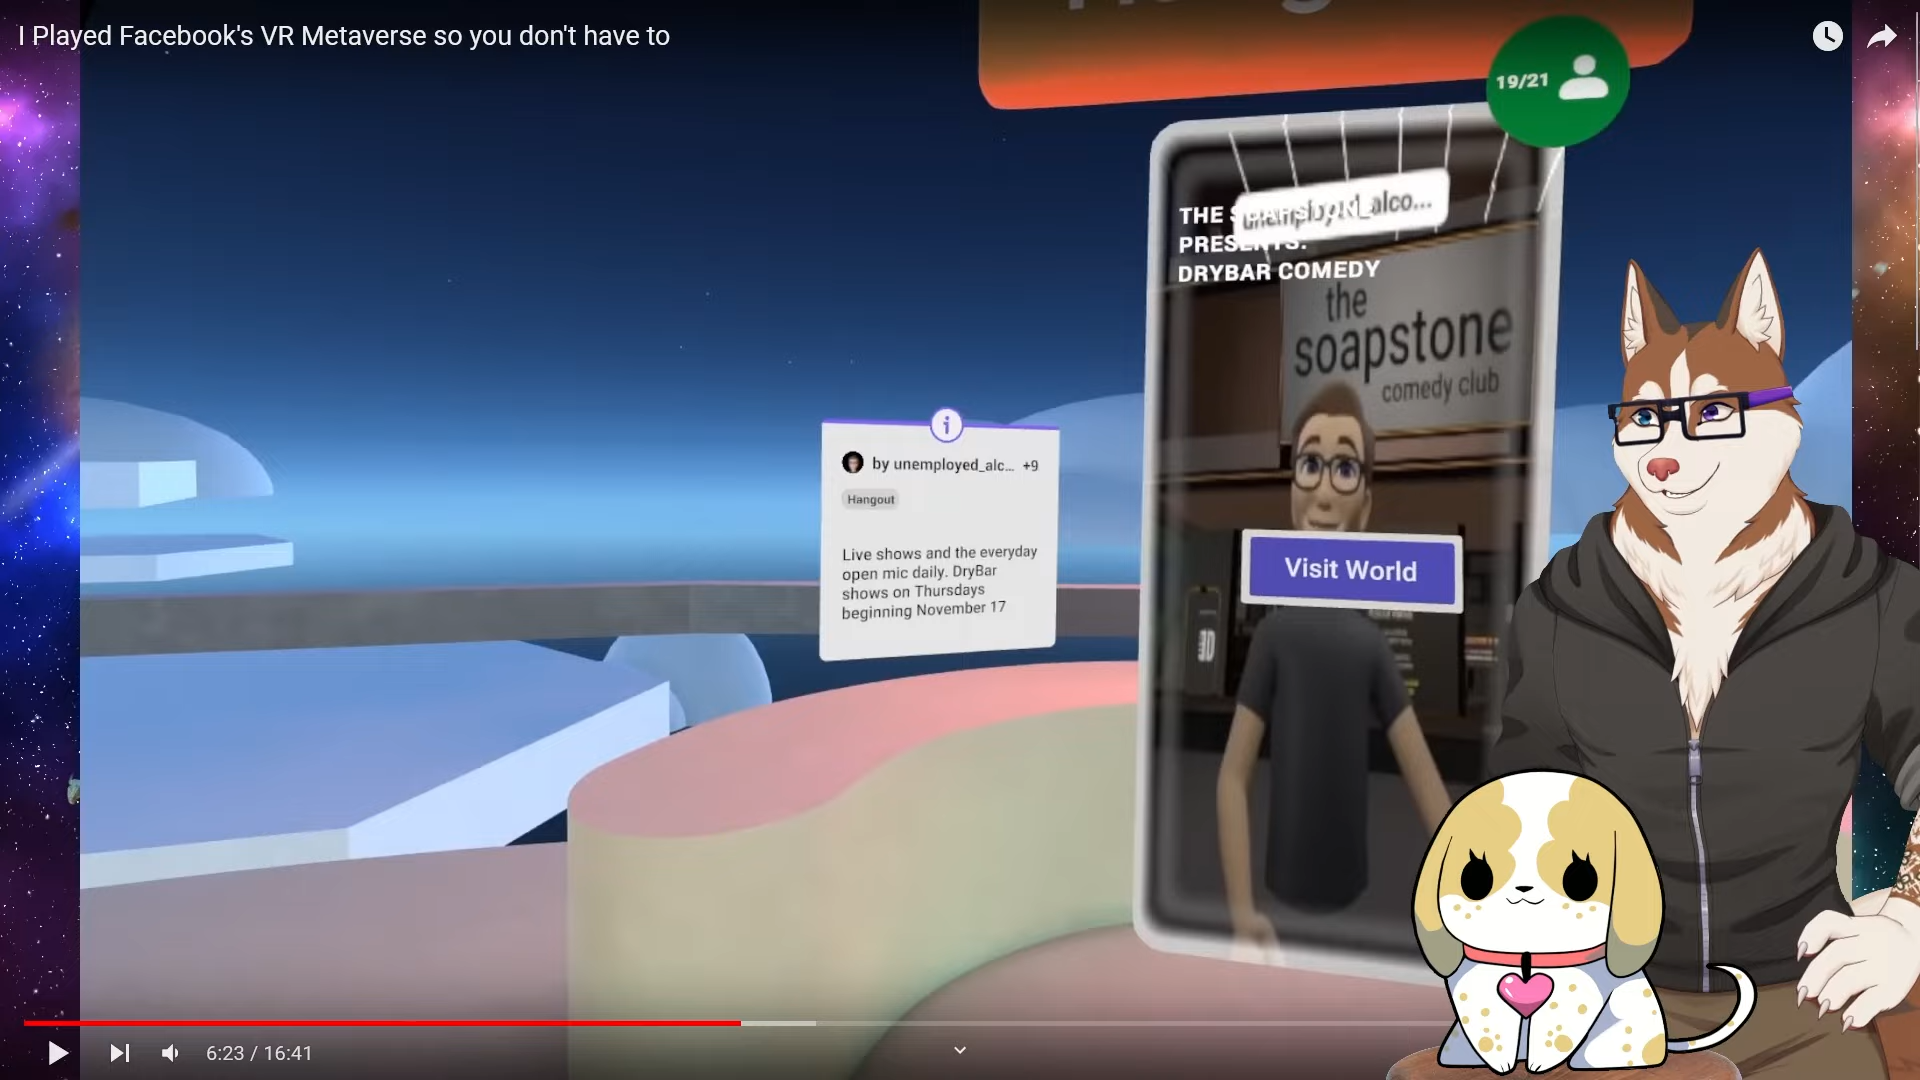 I Played Facebook's VR Metaverse so you don't have to
19/21
THE
alco...
PRESENTS:
DRYBAR COMEDY
the
soapstone
comedy club
by unemployed_alc... +9
Hangout
Live shows and the everyday
open mic daily. DryBar
shows on Thursdays
beginning November 17
Visit World
6:23 / 16:41